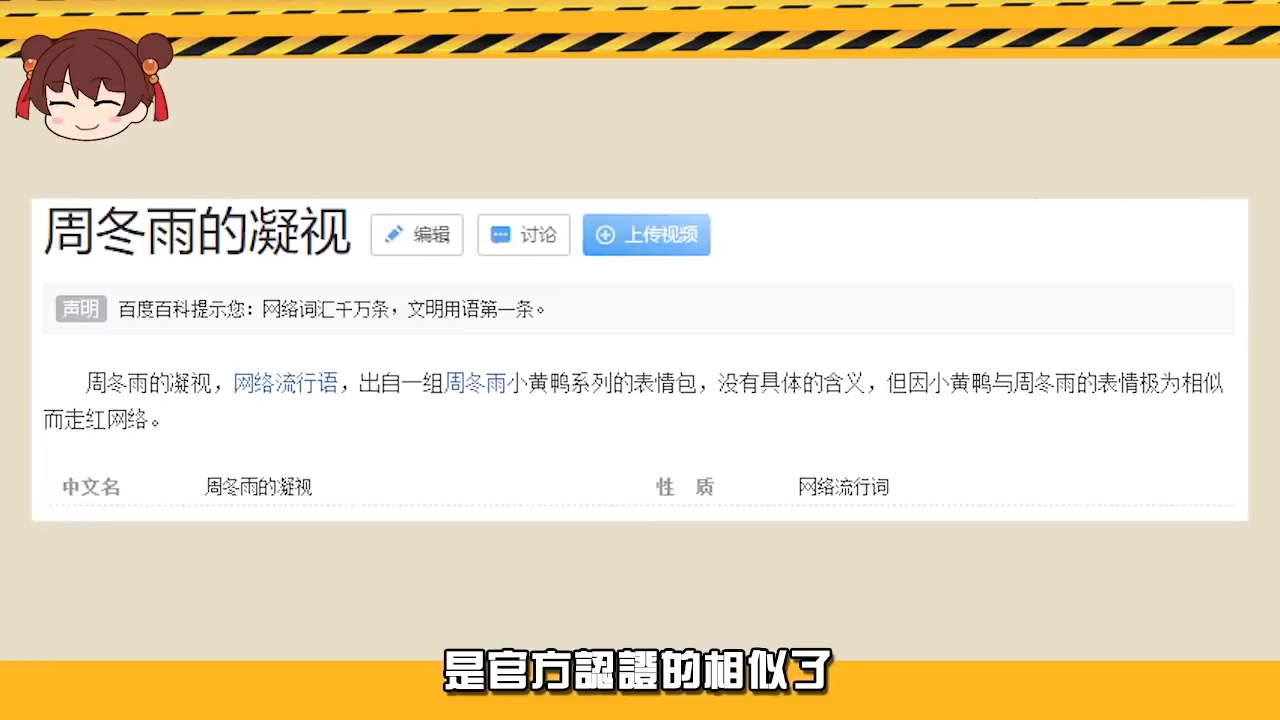 周冬雨的凝视 编辑 讨论 上传视频
声明 百度百科提示您：网络词汇千万条，文明用语第一条。
周冬雨的凝视，网络流行语，出自一组周冬雨小黄鸭系列的表情包，没有具体的含义，但因小黄鸭与周冬雨的表情极为相似
而走红网络。
中文名 周冬雨的凝视 性 质 网络流行词
是官方認證的相似了